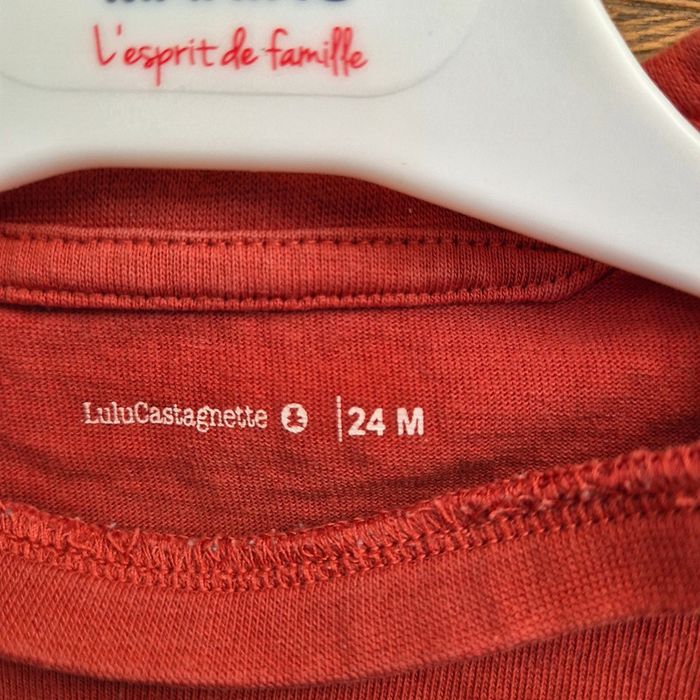 L'esprit de famille
LuluCastagnette | 24 M